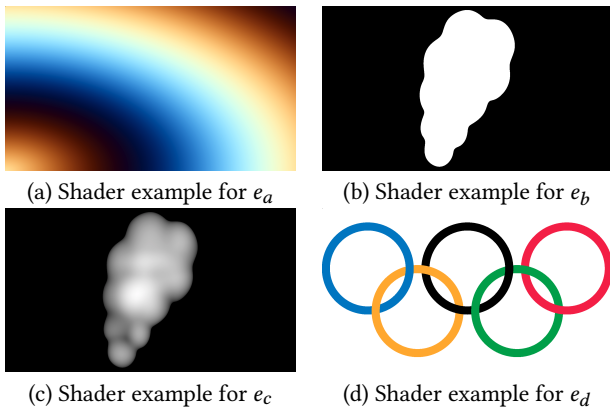 (a) Shader example for e_a
(b) Shader example for e_b
(c) Shader example for e_c
(d) Shader example for e_d